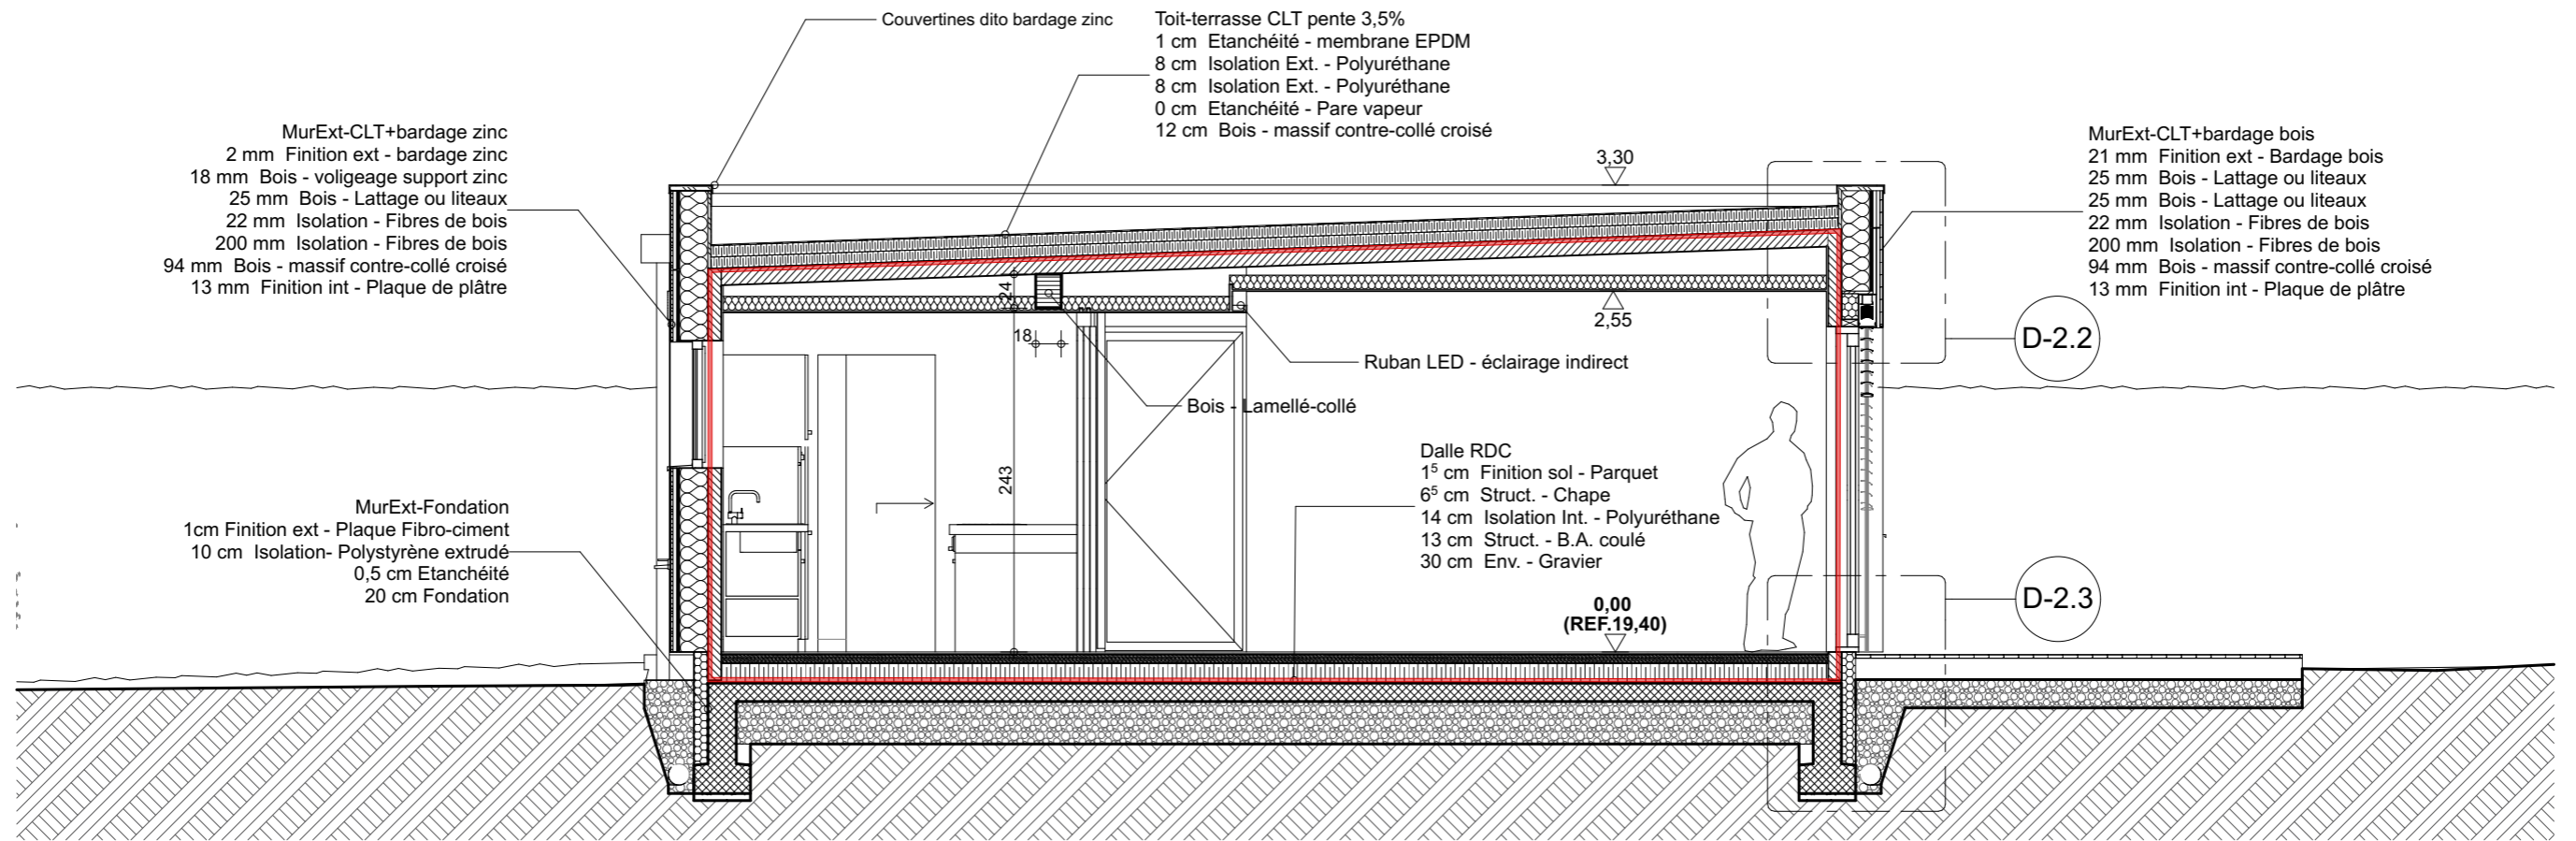 Couvertines dito bardage zinc
Toit-terrasse CLT pente 3,5%
1 cm Etanchéité - membrane EPDM
8 cm Isolation Ext. - Polyuréthane
8 cm Isolation Ext. - Polyuréthane
0 cm Etanchéité - Pare vapeur
12 cm Bois - massif contre-collé croisé
MurExt-CLT+bardage zinc
2 mm Finition ext - bardage zinc
18 mm Bois - voligeage support zinc
25 mm Bois - Lattage ou liteaux
22 mm Isolation - Fibres de bois
200 mm Isolation - Fibres de bois
94 mm Bois - massif contre-collé croisé
13 mm Finition int - Plaque de plâtre
MurExt-CLT+bardage bois
21 mm Finition ext - Bardage bois
25 mm Bois - Lattage ou liteaux
25 mm Bois - Lattage ou liteaux
22 mm Isolation - Fibres de bois
200 mm Isolation - Fibres de bois
94 mm Bois - massif contre-collé croisé
13 mm Finition int - Plaque de plâtre
3,30
24
18
2,55
D-2.2
Ruban LED - éclairage indirect
Bois - Lamellé-collé
243
Dalle RDC
1⁵ cm Finition sol - Parquet
6⁵ cm Struct. - Chape
14 cm Isolation Int. - Polyuréthane
13 cm Struct. - B.A. coulé
30 cm Env. - Gravier
MurExt-Fondation
1cm Finition ext - Plaque Fibro-ciment
10 cm Isolation- Polystyrène extrudé
0,5 cm Etanchéité
20 cm Fondation
0,00
(REF.19,40)
D-2.3